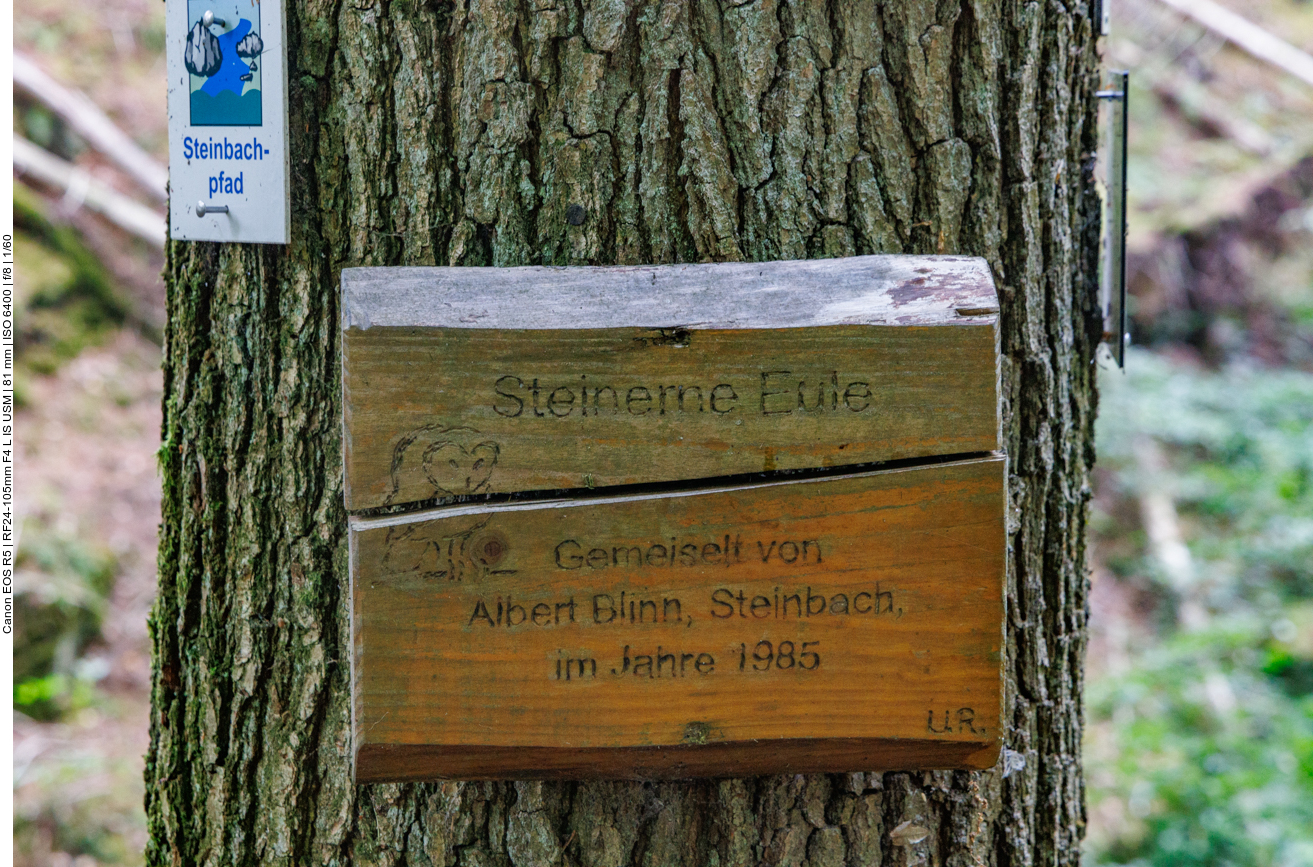 Steinbach-
pfad
Steinerne Eule
Gemeiselt von
Albert Blinn, Steinbach,
im Jahre 1985
U.R.
Canon EOS R5 | RF24-105mm F4 L IS USM | 81 mm | ISO 6400 | f/8 | 1/60